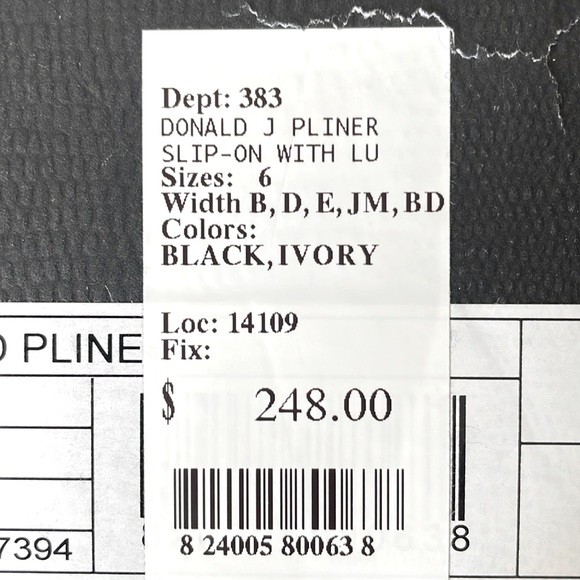 Dept: 383
DONALD J PLINER
SLIP-ON WITH LU
Sizes: 6
Width B, D, E, JM, BD
Colors:
BLACK, IVORY
Loc: 14109
Fix:
$ 248.00
8 24005 80063 8
D PLINE
7394
8